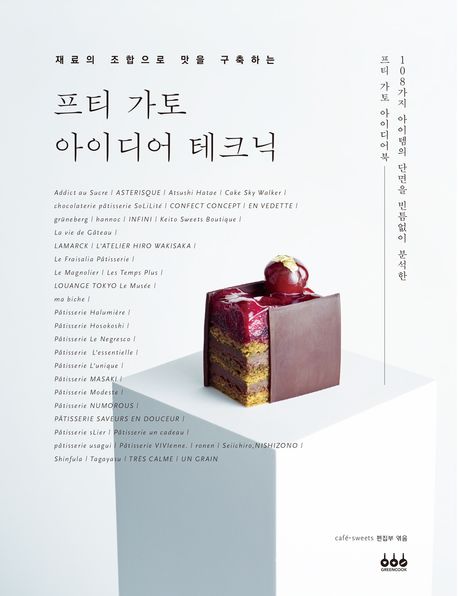 재료의 조합으로 맛을 구축하는
프티 가토
아이디어 테크닉
108가지 아이템의 단면을 빈틈없이 분석한
프티 가토 아이디어북
Addict au Sucre | ASTERISQUE | Atsushi Hatae | Cake Sky Walker |
chocolaterie pâtisserie SoLiLité | CONFECT CONCEPT | EN VEDETTE |
grüneberg | hannoc | INFINI | Keito Sweets Boutique |
La vie de Gâteau |
LAMARCK | L'ATELIER HIRO WAKISAKA |
Le Fraisalia Pâtisserie |
Le Magnolier | Les Temps Plus |
LOUANGE TOKYO Le Musée |
ma biche |
Pâtisserie Halumière |
Pâtisserie Hosokoshi |
Pâtisserie Le Negresco |
Pâtisserie L'essentielle |
Pâtisserie L'unique |
Pâtisserie MASAKI |
Pâtisserie Modeste |
Pâtisserie NUMOROUS |
PÂTISSERIE SAVEURS EN DOUCEUR |
Pâtisserie sLier | Pâtisserie un cadeau |
pâtisserie usagui | Pâtisserie VIVIenne. | ronen | Seiichiro,NISHIZONO |
Shinfula | Tagayasu | TRÈS CALME | UN GRAIN
café-sweets 편집부 엮음
GREENCOOK